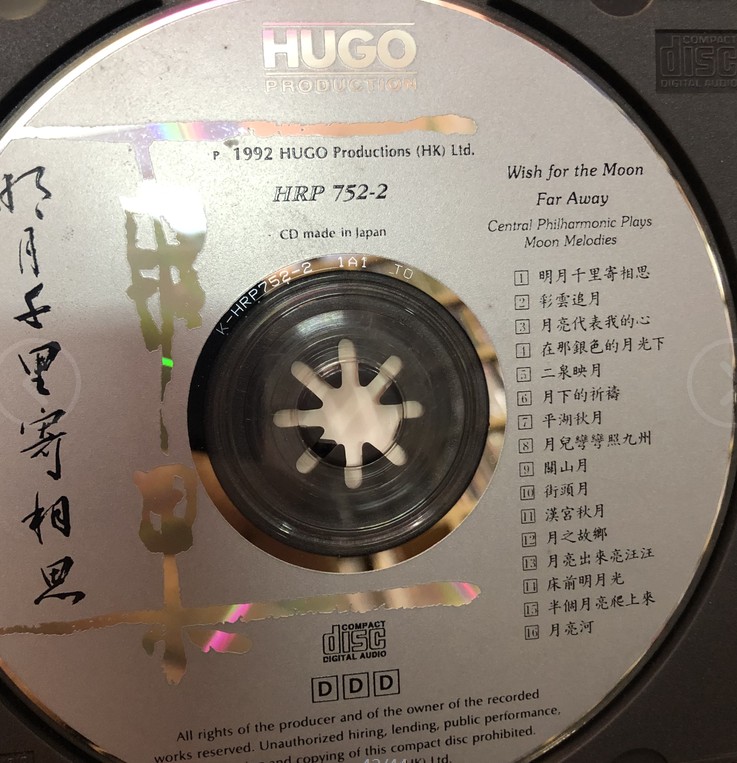 HUGO
PRODUCTION
P 1992 HUGO Productions (HK) Ltd.
HRP 752-2
CD made in Japan
K-HRP752-2 1A1 TO
明月千里寄相思
Wish for the Moon
Far Away
Central Philharmonic Plays
Moon Melodies
1 明月千里寄相思
2 彩雲追月
3 月亮代表我的心
4 在那銀色的月光下
5 二泉映月
6 月下的祈禱
7 平湖秋月
8 月兒彎彎照九州
9 關山月
10 街頭月
11 漢宮秋月
12 月之故鄉
13 月亮出來亮汪汪
14 床前明月光
15 半個月亮爬上來
16 月亮河
COMPACT
disc
DIGITAL AUDIO
D D D
All rights of the producer and of the owner of the recorded
works reserved. Unauthorized hiring, lending, public performance,
and copying of this compact disc prohibited.
Ltd.
COMPACT
disc
DIGITAL AUDIO